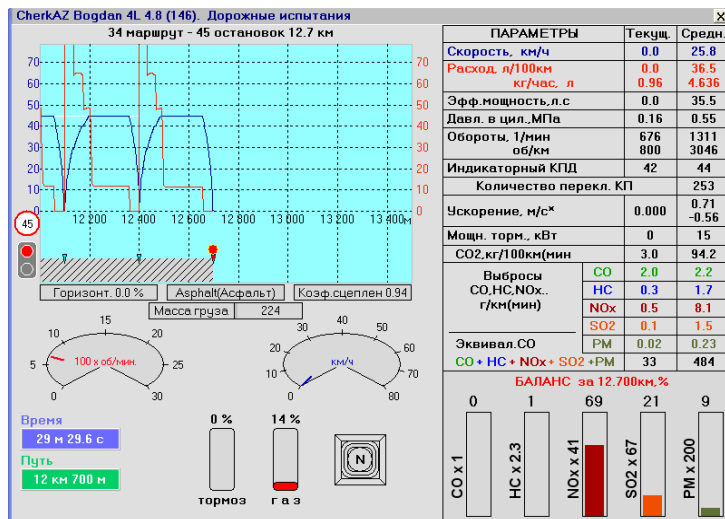 CherkAZ Bogdan 4L 4.8 (146). Дорожные испытания
x
34 маршрут - 45 остановок 12.7 км
70 70
60 60
50 50
40 40
30 30
20 20
10 10
0 0
12 200 12 400 12 600 12 800 13 000 13 200 13 400м
45
Горизонт. 0.0 % Asphalt(Асфальт) Коэф.сцеплен 0.94
Масса груза 224
0 5 10 15 20 25 30
100 x об/мин.
0 10 20 30 40 50 60 70 80
км/ч
Время
29 м 29.6 с
Путь
12 км 700 м
0 % 14 %
тормоз газ
N
ПАРАМЕТРЫ Текущ. Средн.
Скорость, км/ч 0.0 25.8
Расход, л/100км 0.0 36.5
кг/час, л 0.96 4.636
Эфф.мощность,л.с 0.0 35.5
Давл. в цил.,МПа 0.16 0.55
Обороты, 1/мин 676 1311
об/км 800 3046
Индикаторный КПД 42 44
Количество перекл. КП 253
Ускорение, м/с× 0.000 0.71
-0.56
Мощн. торм., кВт 0 15
CO2,кг/100км(мин 3.0 94.2
Выбросы CO 2.0 2.2
CO,HC,NOx.. HC 0.3 1.7
г/км(мин) NOx 0.5 8.1
SO2 0.1 1.5
Эквивал.CO PM 0.02 0.23
CO + HC + NOx + SO2 +PM 33 484
БАЛАНС за 12.700км,%
0 1 69 21 9
CO x 1
HC x 2.3
NOx x 41
SO2 x 67
PM x 200